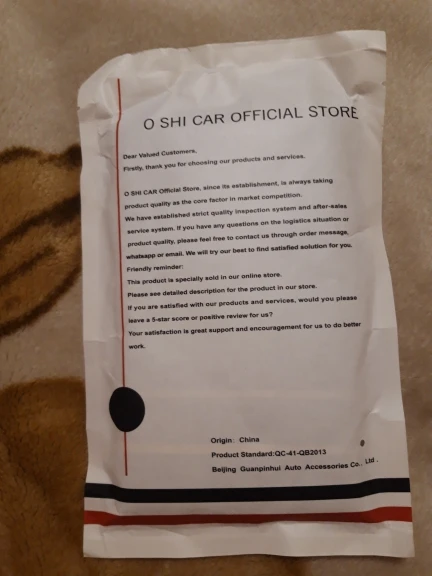 O SHI CAR OFFICIAL STORE
Dear Valued Customers,
Firstly, thank you for choosing our products and services.
O SHI CAR Official Store, since its establishment, is always taking
product quality as the core factor in market competition.
We have established strict quality inspection system and after-sales
service system. If you have any questions on the logistics situation or
product quality, please feel free to contact us through order message,
whatsapp or email. We will try our best to find satisfied solution for you.
Friendly reminder:
This product is specially sold in our online store.
Please see detailed description for the product in our store.
If you are satisfied with our products and services, would you please
leave a 5-star score or positive review for us?
Your satisfaction is great support and encouragement for us to do better
work.
Origin: China
Product Standard:QC-41-QB2013
Beijing Guanpinhui Auto Accessories Co., Ltd.